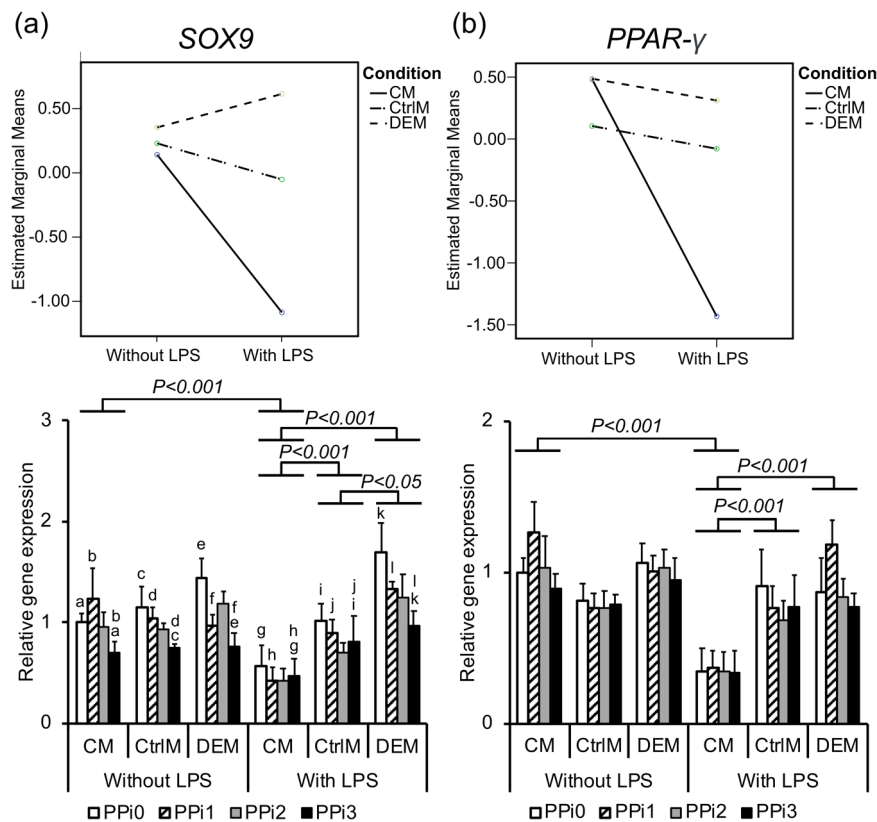 (a)
SOX9
Condition
CM
CtrlM
DEM
Estimated Marginal Means
0.50
0.00
-0.50
-1.00
Without LPS
With LPS
(b)
PPAR-γ
Condition
CM
CtrlM
DEM
Estimated Marginal Means
0.50
0.00
-0.50
-1.00
-1.50
Without LPS
With LPS
P<0.001
P<0.001
P<0.001
P<0.05
Relative gene expression
3
2
1
0
a
b
b
a
c
d
d
c
e
f
f
e
g
h
h
g
i
j
j
i
k
l
l
k
CM
CtrlM
DEM
CM
CtrlM
DEM
Without LPS
With LPS
PPi0
PPi1
PPi2
PPi3
P<0.001
P<0.001
P<0.001
Relative gene expression
2
1
0
CM
CtrlM
DEM
CM
CtrlM
DEM
Without LPS
With LPS
PPi0
PPi1
PPi2
PPi3